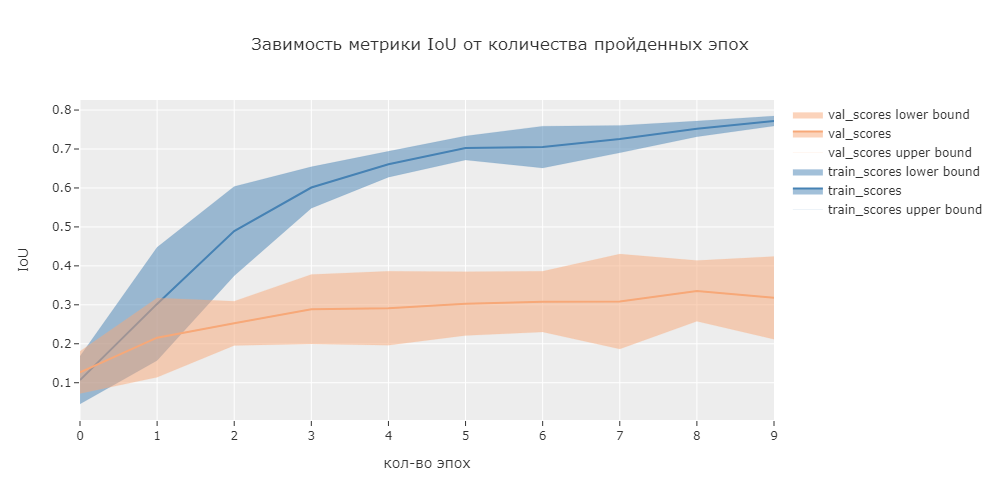 Завимость метрики IoU от количества пройденных эпох
0.8
0.7
0.6
0.5
0.4
0.3
0.2
0.1
IoU
0 1 2 3 4 5 6 7 8 9
кол-во эпох
val_scores lower bound
val_scores
val_scores upper bound
train_scores lower bound
train_scores
train_scores upper bound